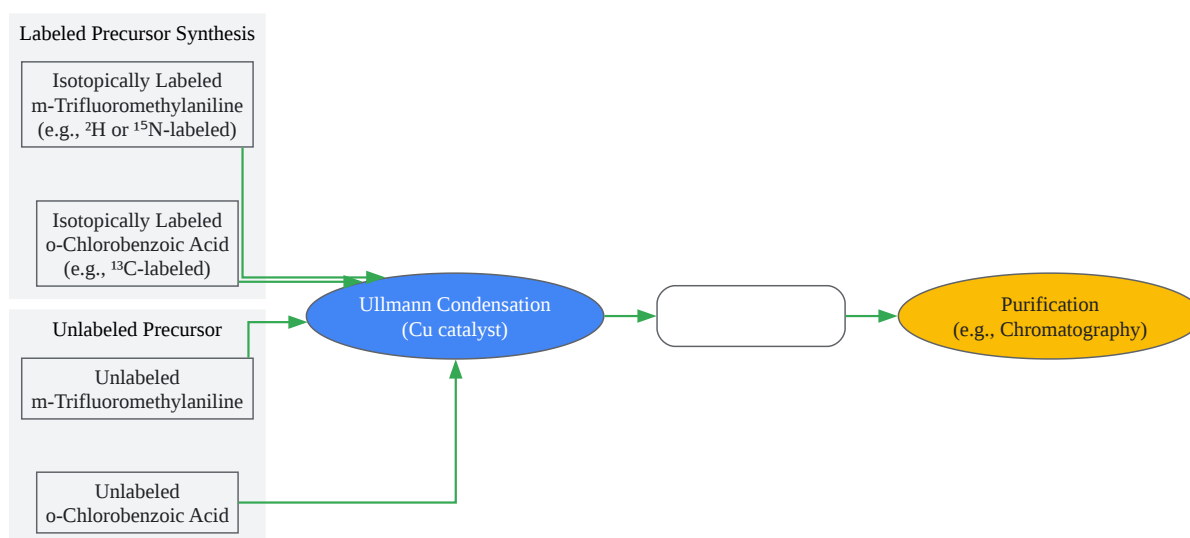 Labeled Precursor Synthesis
Isotopically Labeled
m-Trifluoromethylaniline
(e.g., ²H or ¹⁵N-labeled)
Isotopically Labeled
o-Chlorobenzoic Acid
(e.g., ¹³C-labeled)
Unlabeled Precursor
Unlabeled
m-Trifluoromethylaniline
Unlabeled
o-Chlorobenzoic Acid
Ullmann Condensation
(Cu catalyst)
Purification
(e.g., Chromatography)